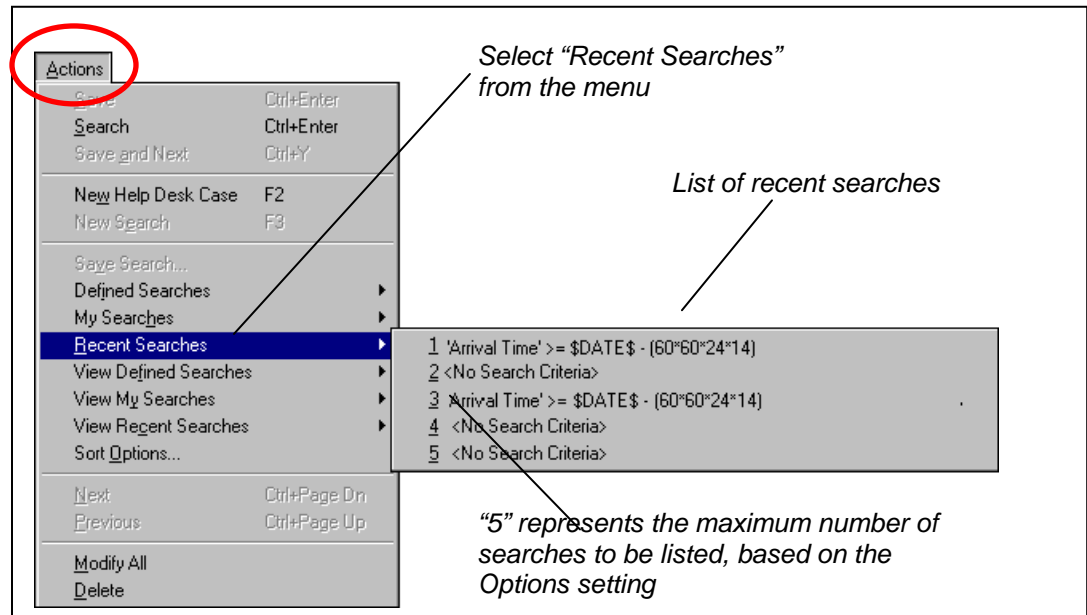 Actions
Select “Recent Searches”
from the menu
Save Ctrl+Enter
Search Ctrl+Enter
Save and Next Ctrl+Y
New Help Desk Case F2
New Search F3
List of recent searches
Save Search...
Defined Searches
My Searches
Recent Searches
View Defined Searches
View My Searches
View Recent Searches
Sort Options...
1 'Arrival Time' >= $DATE$ - (60*60*24*14)
2 <No Search Criteria>
3 'Arrival Time' >= $DATE$ - (60*60*24*14)
4 <No Search Criteria>
5 <No Search Criteria>
Next Ctrl+Page Dn
Previous Ctrl+Page Up
Modify All
Delete
“5” represents the maximum number of
searches to be listed, based on the
Options setting